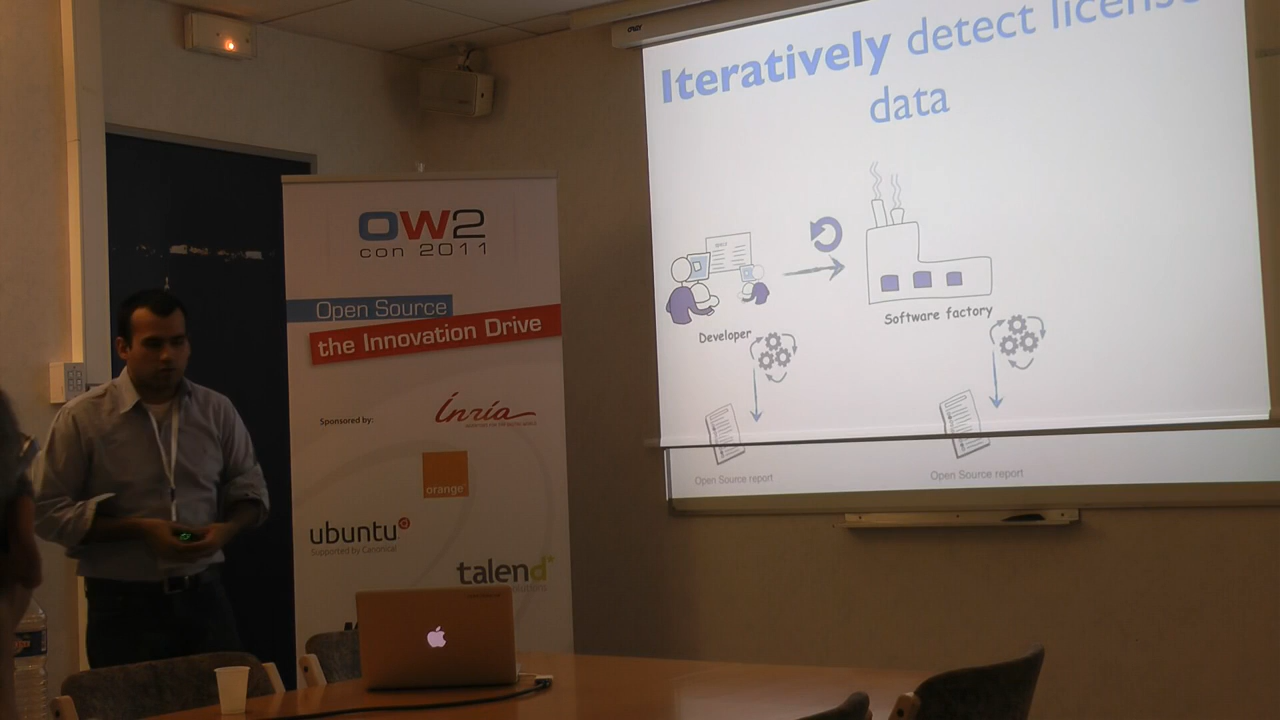 OW2
con 2011
Open Source
the Innovation Drive
Sponsored by:
Inria
orange
ubuntu
Supported by Canonical
talend
Iteratively detect license
data
Developer
Software factory
Open Source report
Open Source report